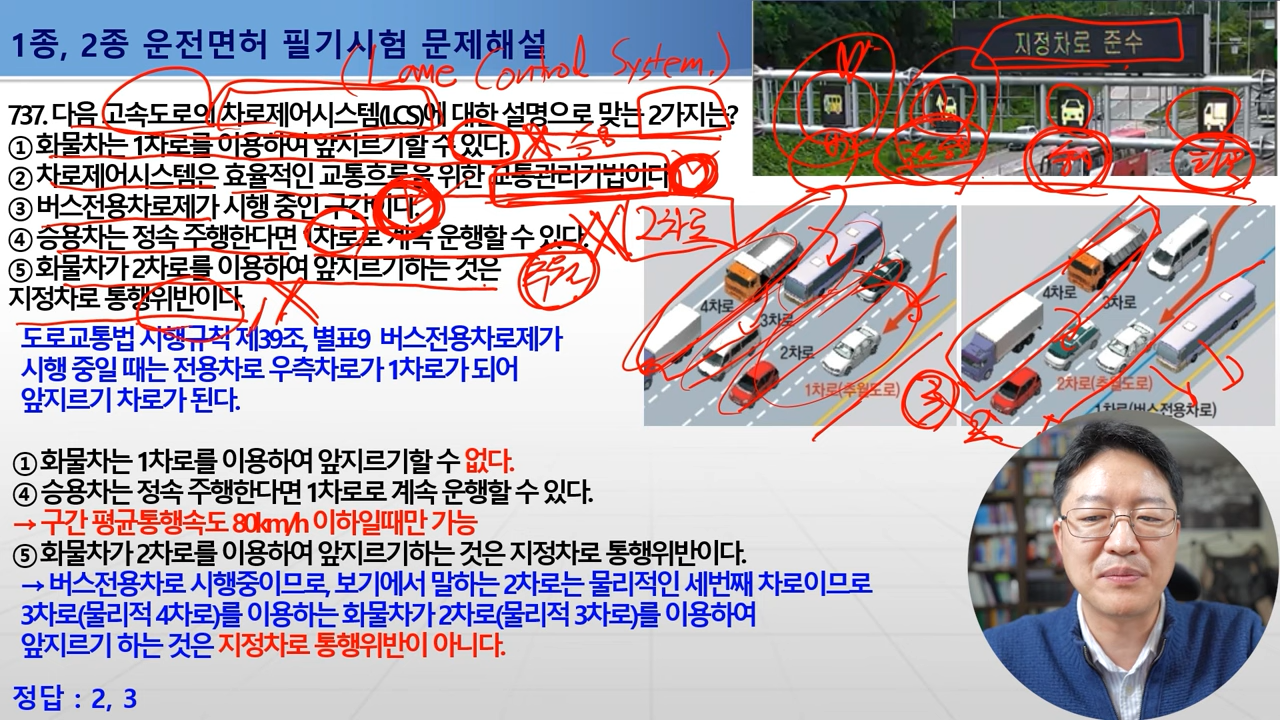 1종, 2종 운전면허 필기시험 문제해설
(Lane Control System.)
지정차로 준수
737. 다음 고속도로의 차로제어시스템(LCS)에 대한 설명으로 맞는 2가지는?
① 화물차는 1차로를 이용하여 앞지르기할 수 있다.
② 차로제어시스템은 효율적인 교통흐름을 위한 교통관리기법이다.
③ 버스전용차로제가 시행 중인 구간이다.
④ 승용차는 정속 주행한다면 1차로로 계속 운행할 수 있다.
⑤ 화물차가 2차로를 이용하여 앞지르기하는 것은
지정차로 통행위반이다.
2차로
추월
승용
도로교통법 시행규칙 제39조, 별표9 버스전용차로제가
시행 중일 때는 전용차로 우측차로가 1차로가 되어
앞지르기 차로가 된다.
4차로
3차로
2차로
1차로(추월도로)
4차로
3차로
2차로(추월도로)
1차로(버스전용차로)
① 화물차는 1차로를 이용하여 앞지르기할 수 없다.
④ 승용차는 정속 주행한다면 1차로로 계속 운행할 수 있다.
→ 구간 평균통행속도 80km/h 이하일때만 가능
⑤ 화물차가 2차로를 이용하여 앞지르기하는 것은 지정차로 통행위반이다.
→ 버스전용차로 시행중이므로, 보기에서 말하는 2차로는 물리적인 세번째 차로이므로
3차로(물리적 4차로)를 이용하는 화물차가 2차로(물리적 3차로)를 이용하여
앞지르기 하는 것은 지정차로 통행위반이 아니다.
정답 : 2, 3